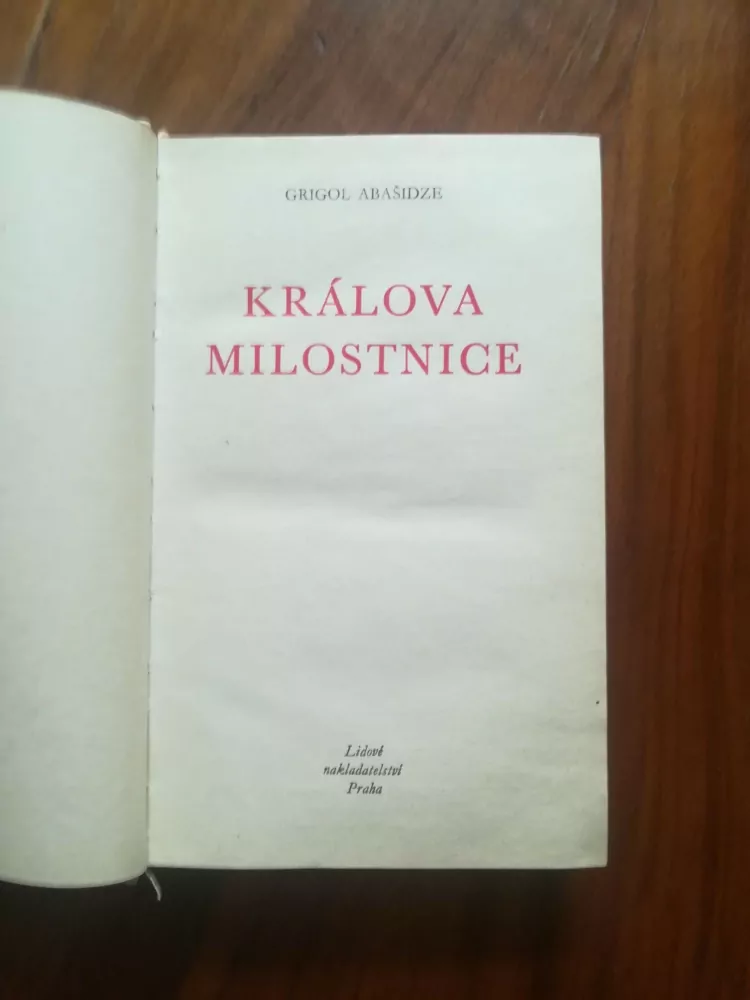 GRIGOL ABAŠIDZE
KRÁLOVA
MILOSTNICE
Lidové
nakladatelství
Praha